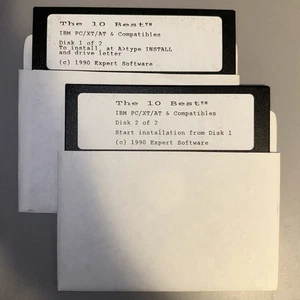 The 10 Best™
IBM PC/XT/AT & Compatibles
Disk 1 of 2
To install, at A>type INSTALL
and drive letter
(c) 1990 Expert Software
The 10 Best™
IBM PC/XT/AT & Compatibles
Disk 2 of 2
Start installation from Disk 1
(c) 1990 Expert Software